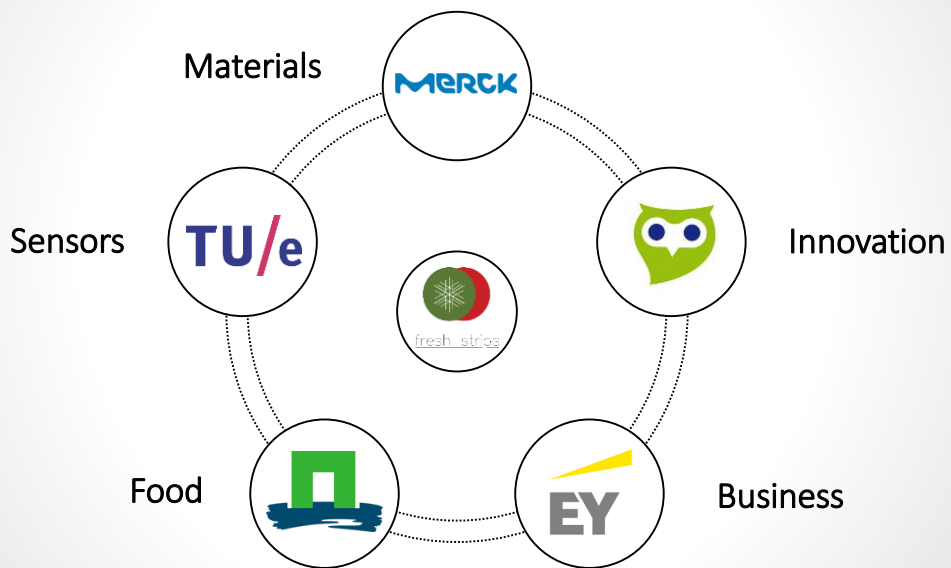 Materials
MERCK
Sensors
TU/e
Innovation
fresh strips
Food
EY
Business